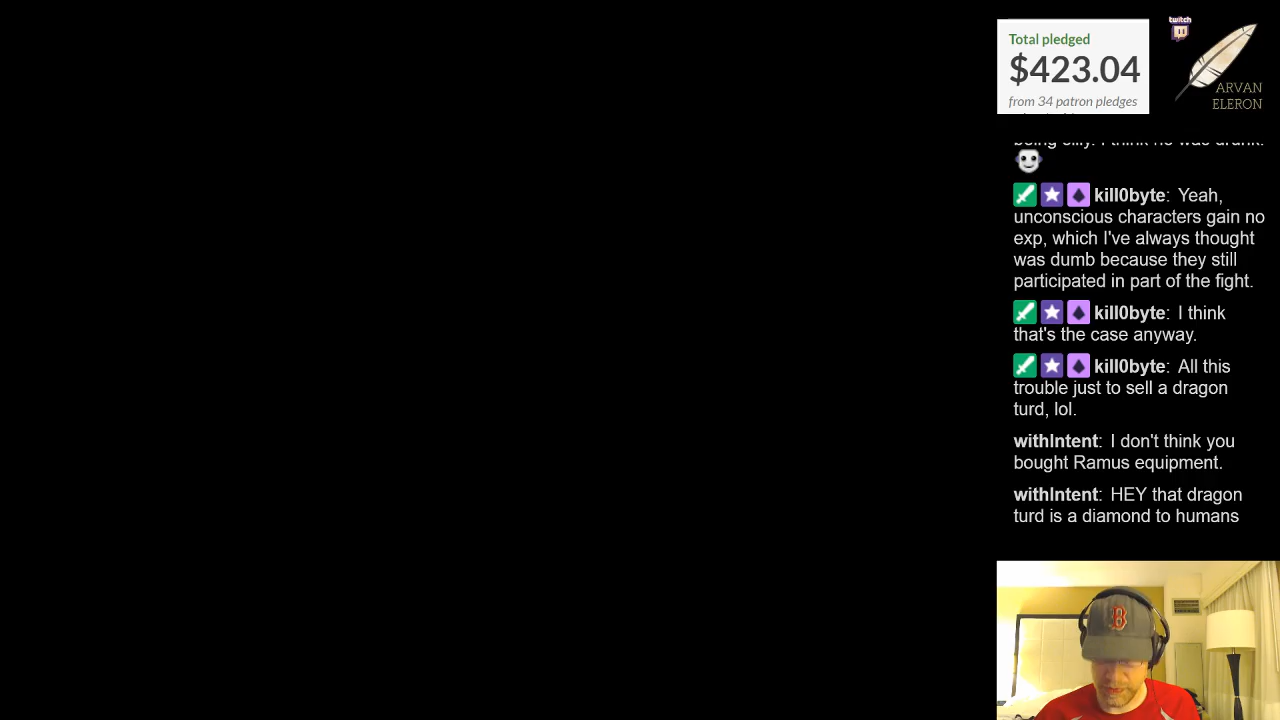 twitch
Total pledged
$423.04
from 34 patron pledges
ARVAN
ELERON
kill0byte: Yeah,
unconscious characters gain no
exp, which I've always thought
was dumb because they still
participated in part of the fight.
kill0byte: I think
that's the case anyway.
kill0byte: All this
trouble just to sell a dragon
turd, lol.
withIntent: I don't think you
bought Ramus equipment.
withIntent: HEY that dragon
turd is a diamond to humans
B